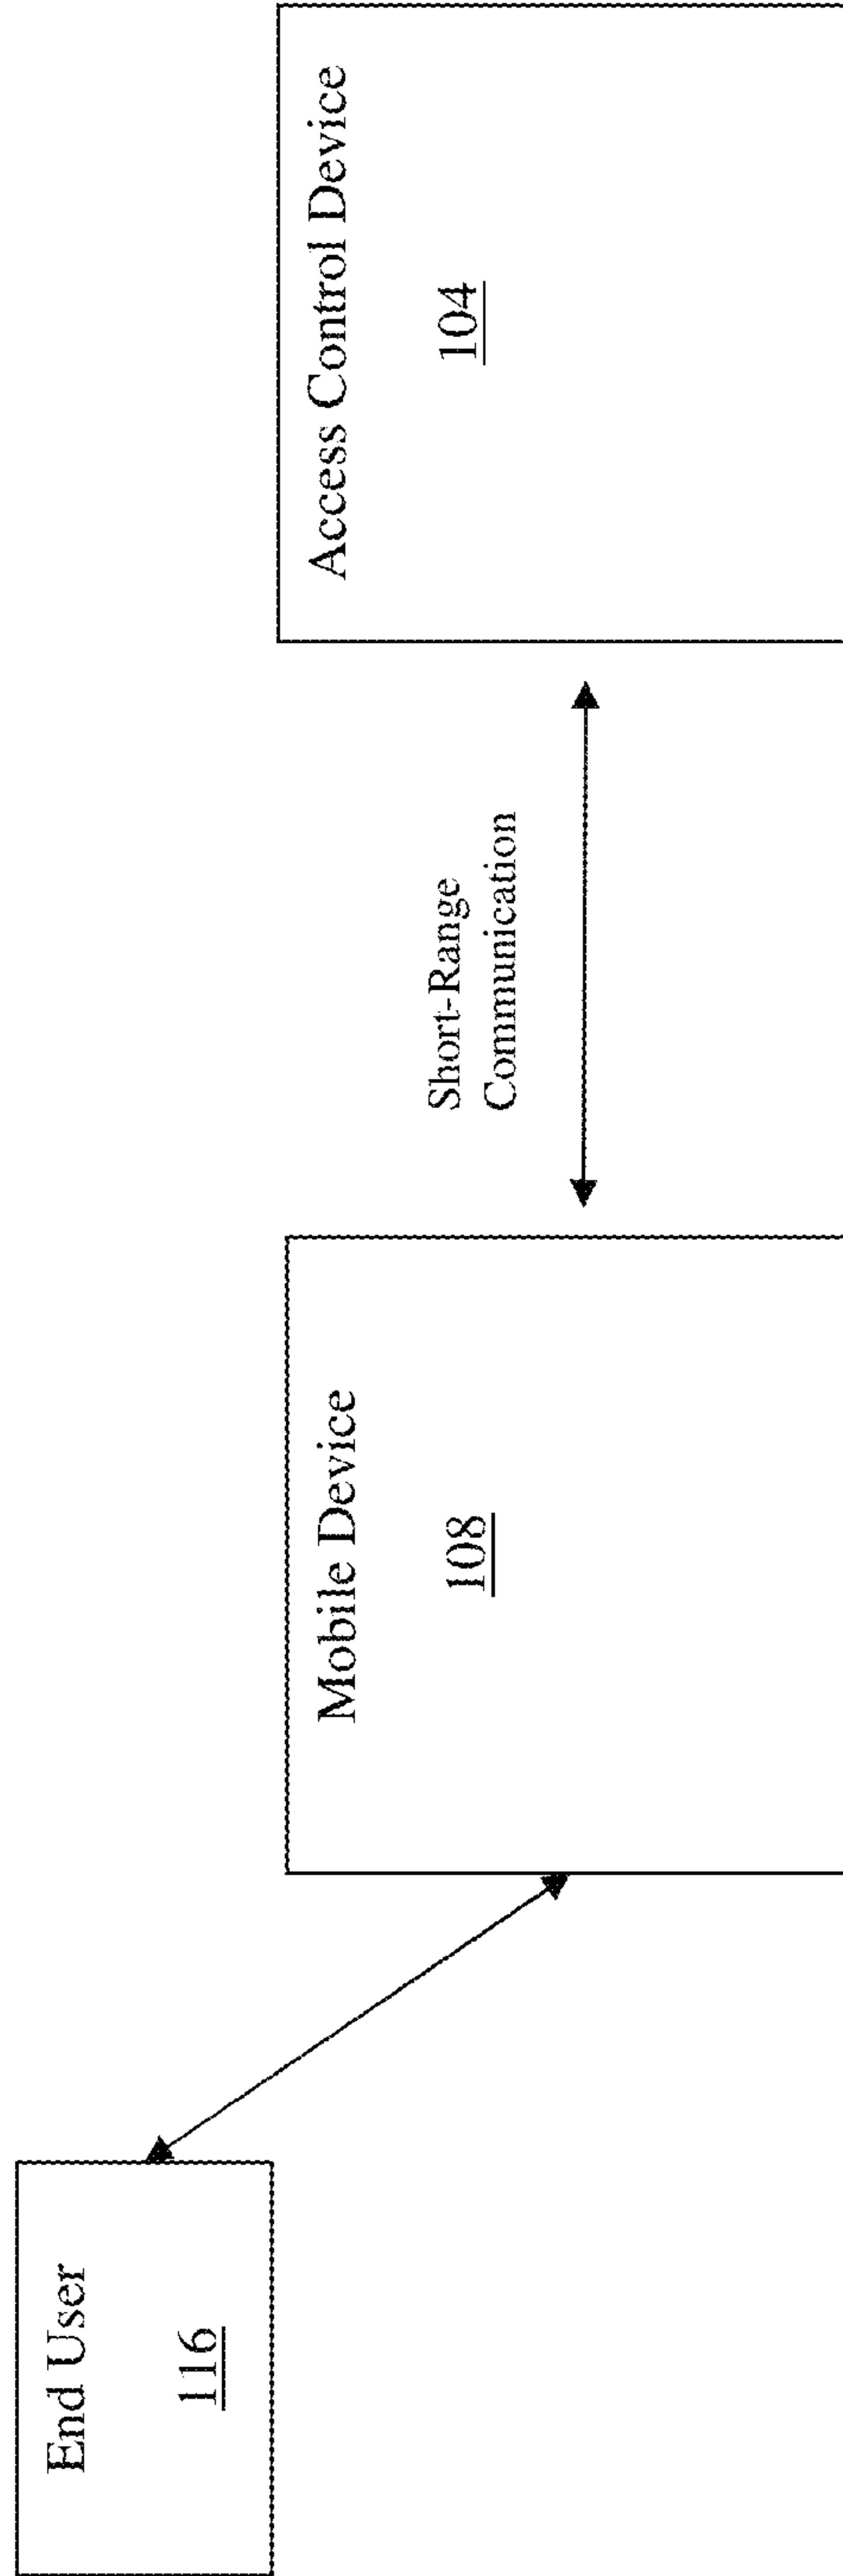 End User
116
Mobile Device
108
Short-Range
Communication
Access Control Device
104